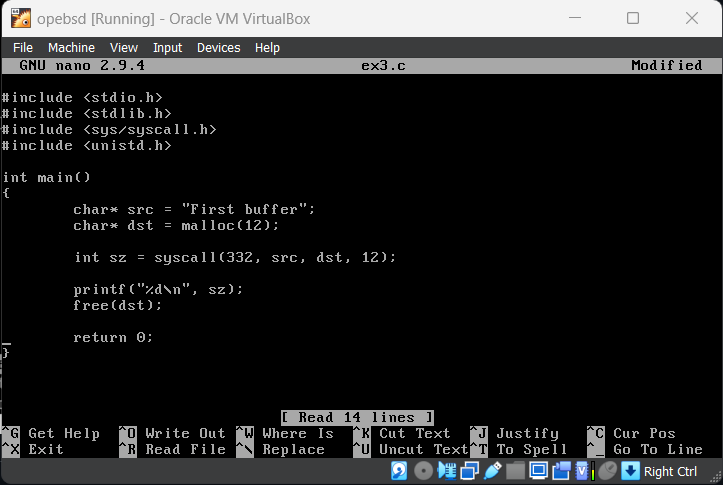 opebsd [Running] - Oracle VM VirtualBox
File Machine View Input Devices Help
GNU nano 2.9.4 ex3.c Modified
#include <stdio.h>
#include <stdlib.h>
#include <sys/syscall.h>
#include <unistd.h>
int main()
{
char* src = "First buffer";
char* dst = malloc(12);
int sz = syscall(332, src, dst, 12);
printf("%d\n", sz);
free(dst);
return 0;
}
[ Read 14 lines ]
^G Get Help ^O Write Out ^W Where Is ^K Cut Text ^J Justify ^C Cur Pos
^X Exit ^R Read File ^\ Replace ^U Uncut Text ^T To Spell ^_ Go To Line
Right Ctrl